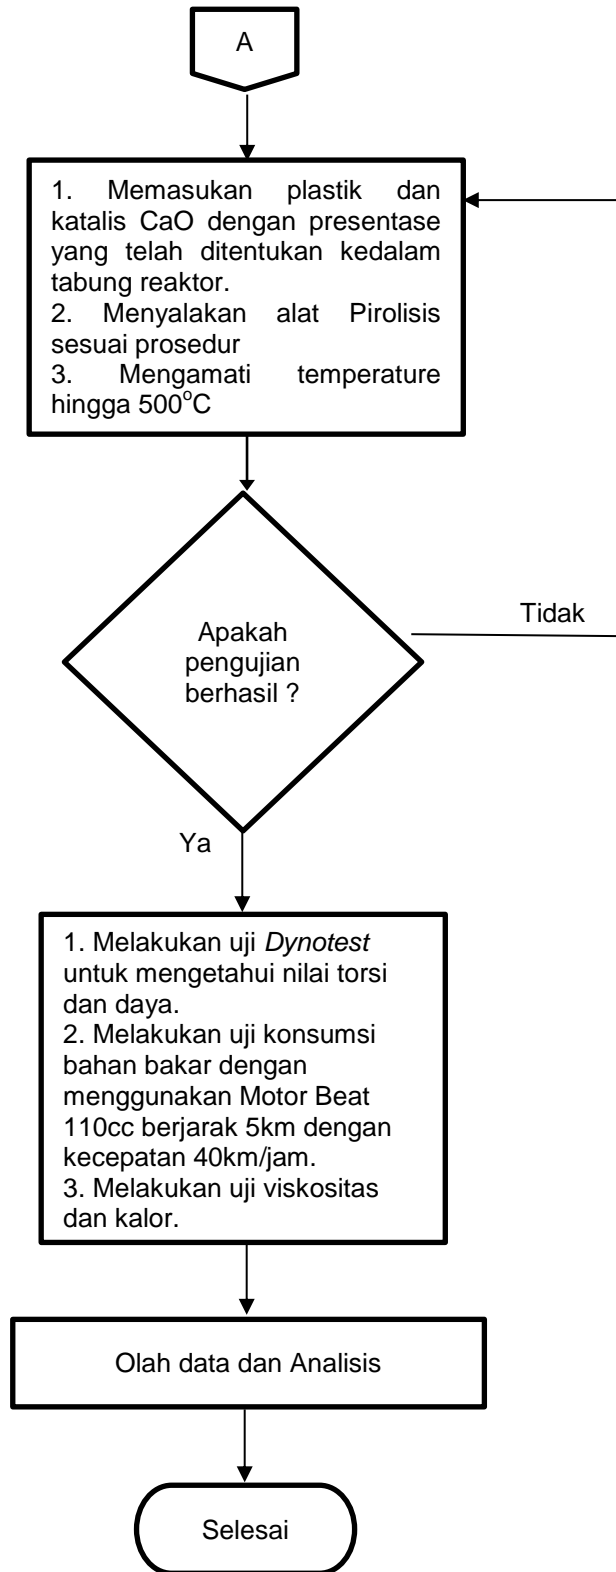 A
1. Memasukan plastik dan
katalis CaO dengan presentase
yang telah ditentukan kedalam
tabung reaktor.
2. Menyalakan alat Pirolisis
sesuai prosedur
3. Mengamati temperature
hingga 500°C
Apakah
pengujian
berhasil ?
Tidak
Ya
1. Melakukan uji Dynotest
untuk mengetahui nilai torsi
dan daya.
2. Melakukan uji konsumsi
bahan bakar dengan
menggunakan Motor Beat
110cc berjarak 5km dengan
kecepatan 40km/jam.
3. Melakukan uji viskositas
dan kalor.
Olah data dan Analisis
Selesai